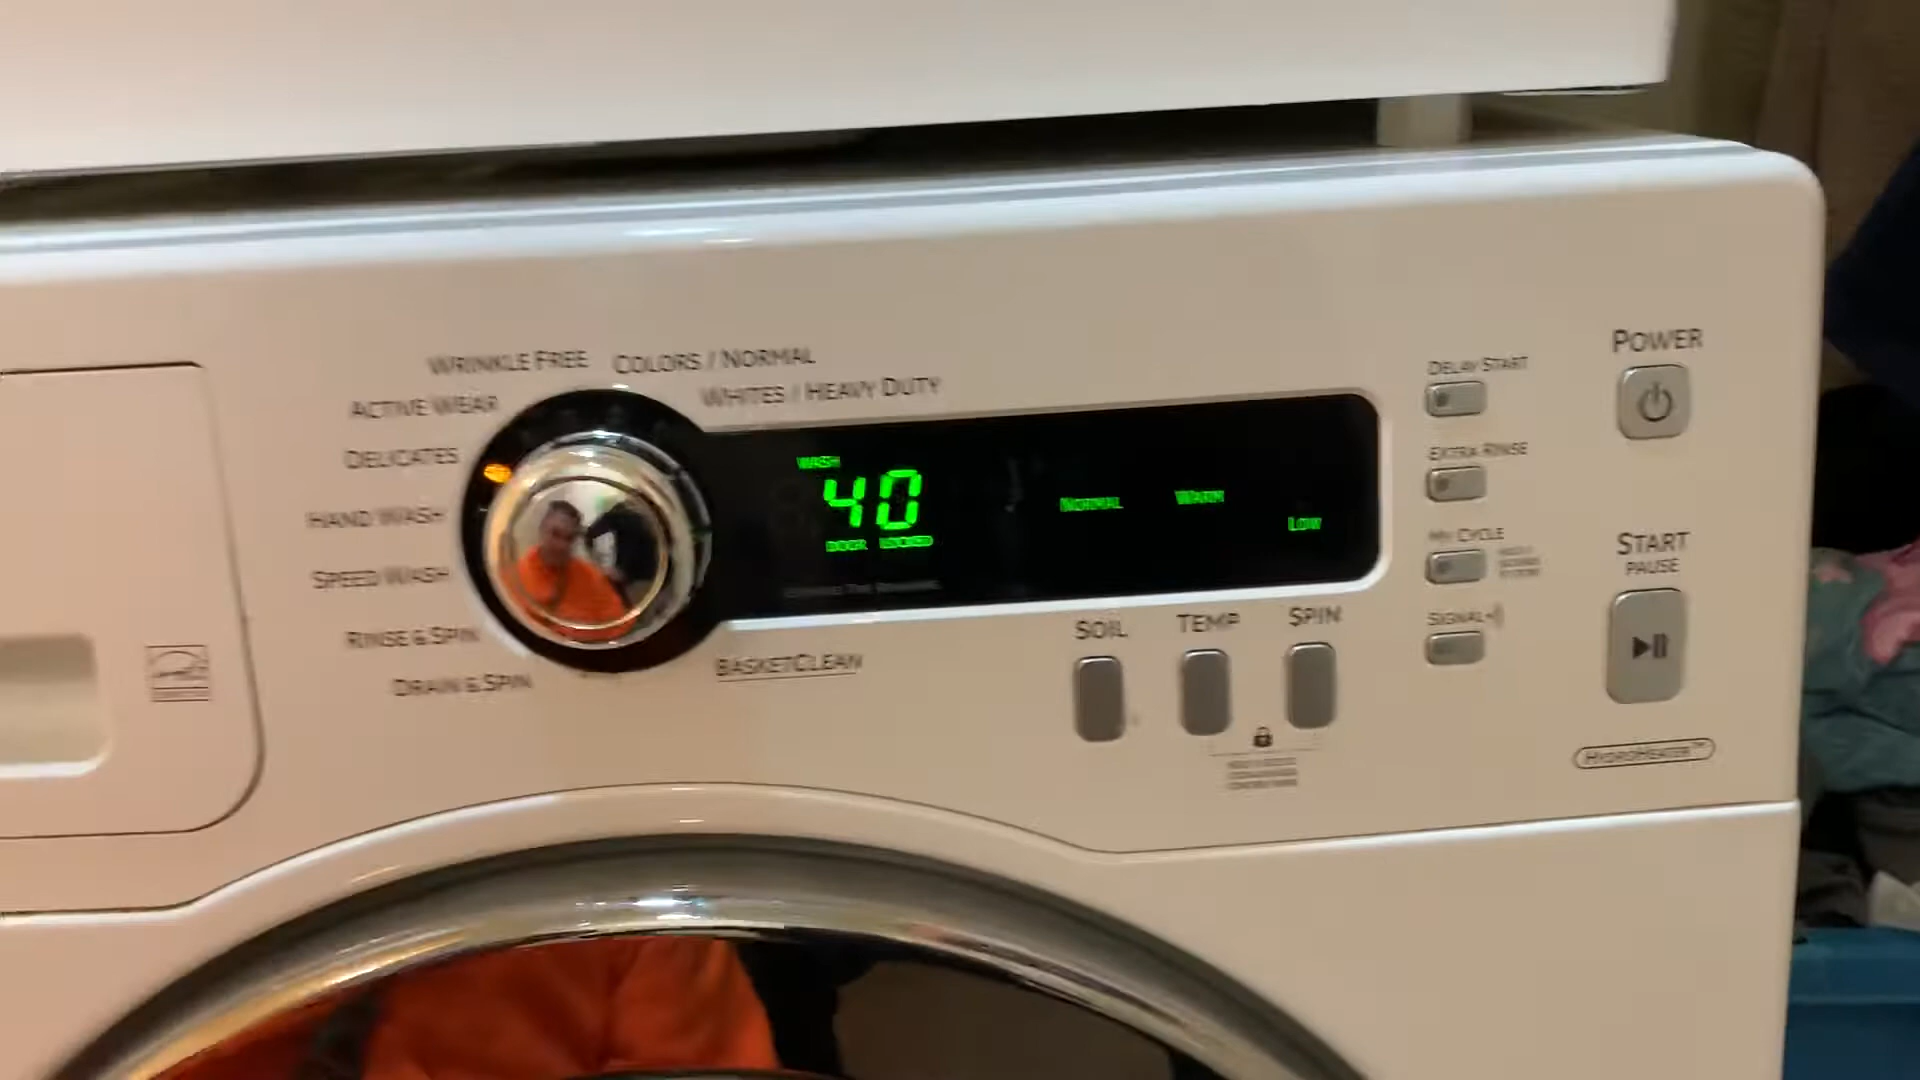 WRINKLE FREE
COLORS / NORMAL
ACTIVE WEAR
WHITES / HEAVY DUTY
DELICATES
HAND WASH
SPEED WASH
RINSE & SPIN
DRAIN & SPIN
BASKETCLEAN
WASH
40
DOOR LOCKED
NORMAL
WARM
LOW
SOIL
TEMP
SPIN
DELAY START
EXTRA RINSE
MY CYCLE
SIGNAL
POWER
START
PAUSE
HYDROHEATER™